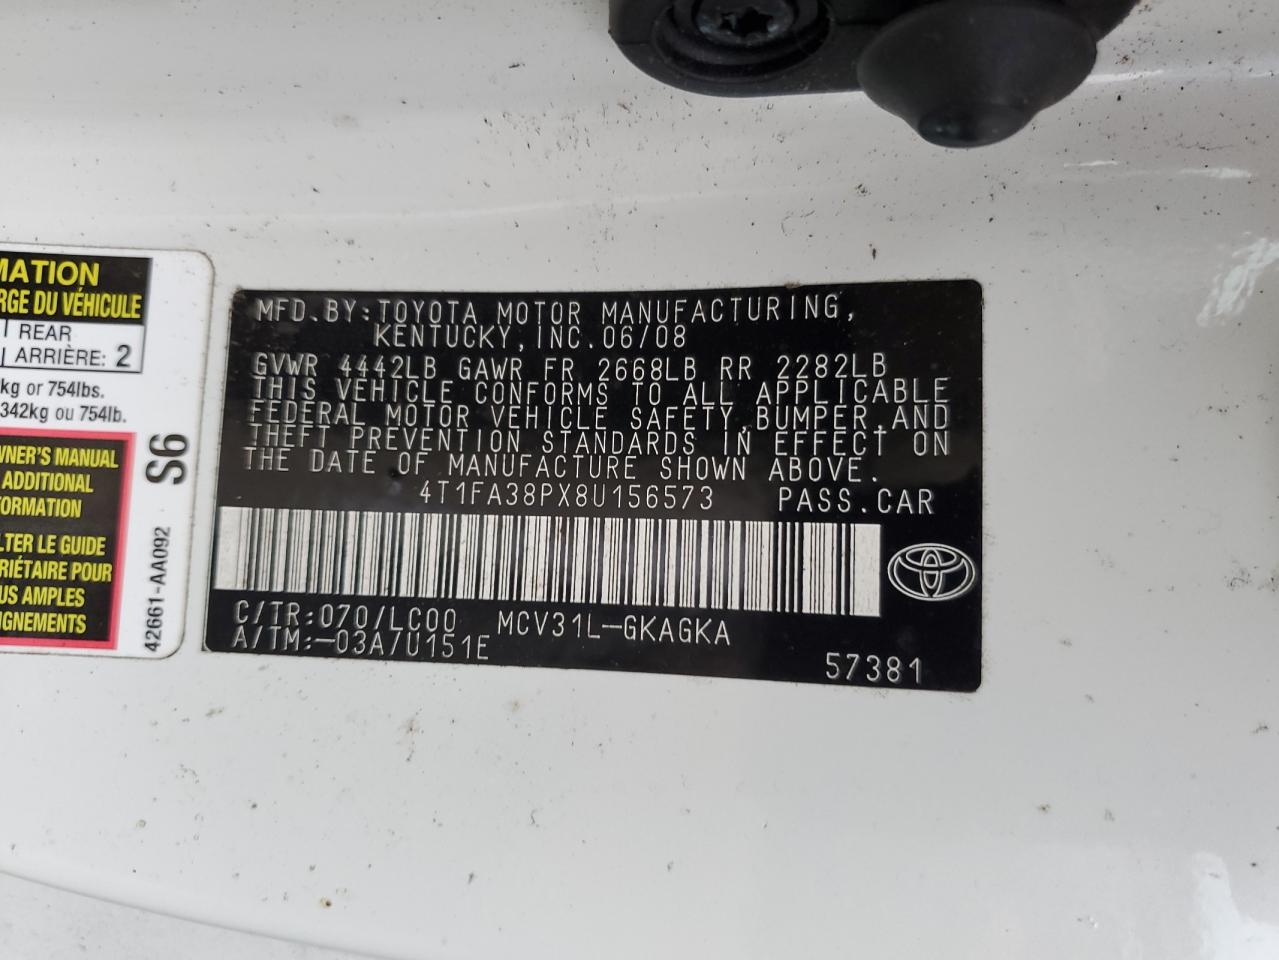 MATION
RGE DU VÉHICULE
REAR
ARRIÈRE: 2
kg or 754lbs.
342kg ou 754lb.
WNER'S MANUAL
ADDITIONAL
FORMATION
LTER LE GUIDE
RIÉTAIRE POUR
US AMPLES
IGNEMENTS
S6
42661-AA092
MFD.BY:TOYOTA MOTOR MANUFACTURING,
KENTUCKY,INC.06/08
GVWR 4442LB GAWR FR 2668LB RR 2282LB
THIS VEHICLE CONFORMS TO ALL APPLICABLE
FEDERAL MOTOR VEHICLE SAFETY,BUMPER,AND
THEFT PREVENTION STANDARDS IN EFFECT ON
THE DATE OF MANUFACTURE SHOWN ABOVE.
4T1FA38PX8U156573 PASS.CAR
C/TR:070/LC00 MCV31L-GKAGKA
A/TM:-03A/U151E
57381